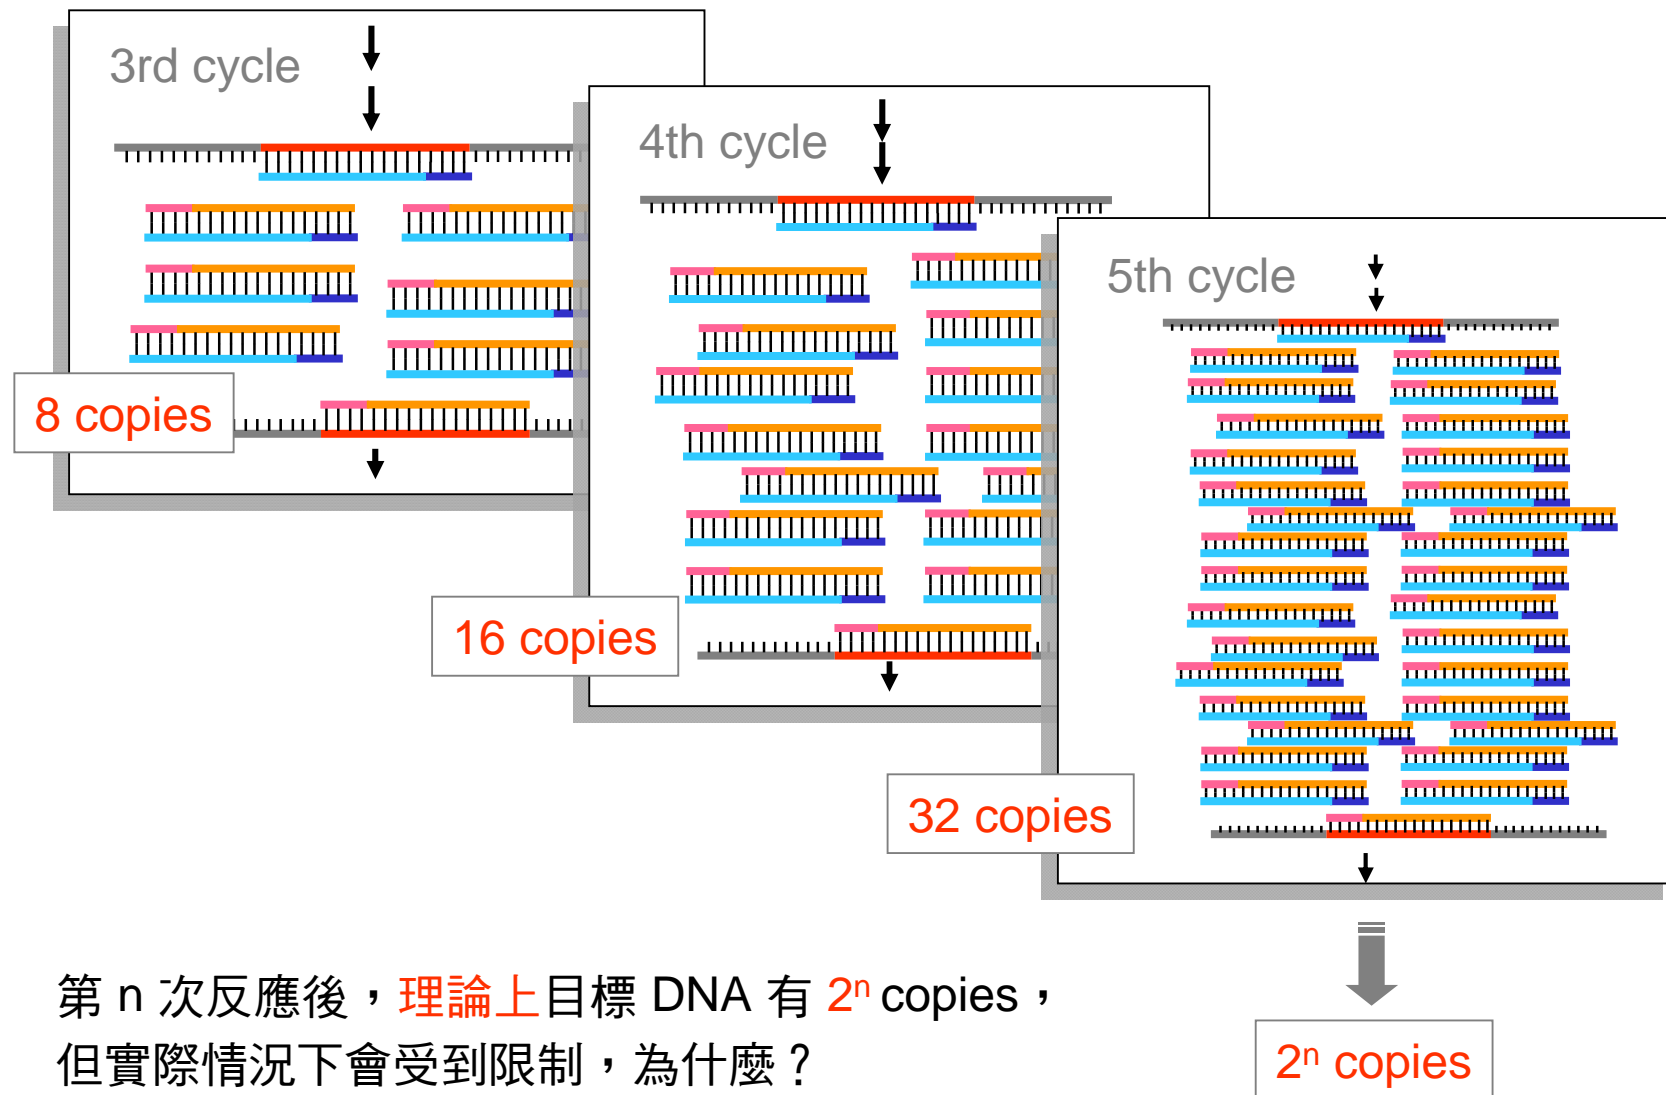 3rd cycle
8 copies
4th cycle
16 copies
5th cycle
32 copies
第 n 次反應後，理論上目標 DNA 有 2ⁿ copies，
但實際情況下會受到限制，為什麼？
2ⁿ copies